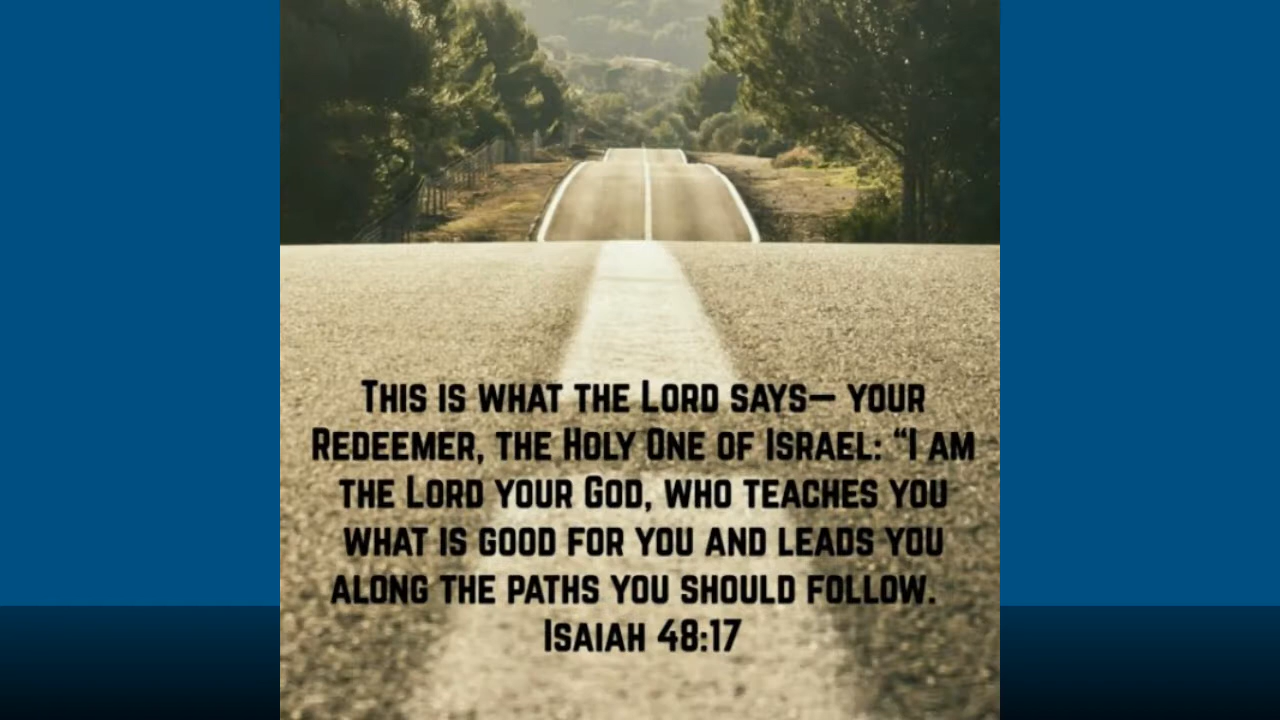 This is what the Lord says— your
Redeemer, the Holy One of Israel: “I am
the Lord your God, who teaches you
what is good for you and leads you
along the paths you should follow.
Isaiah 48:17